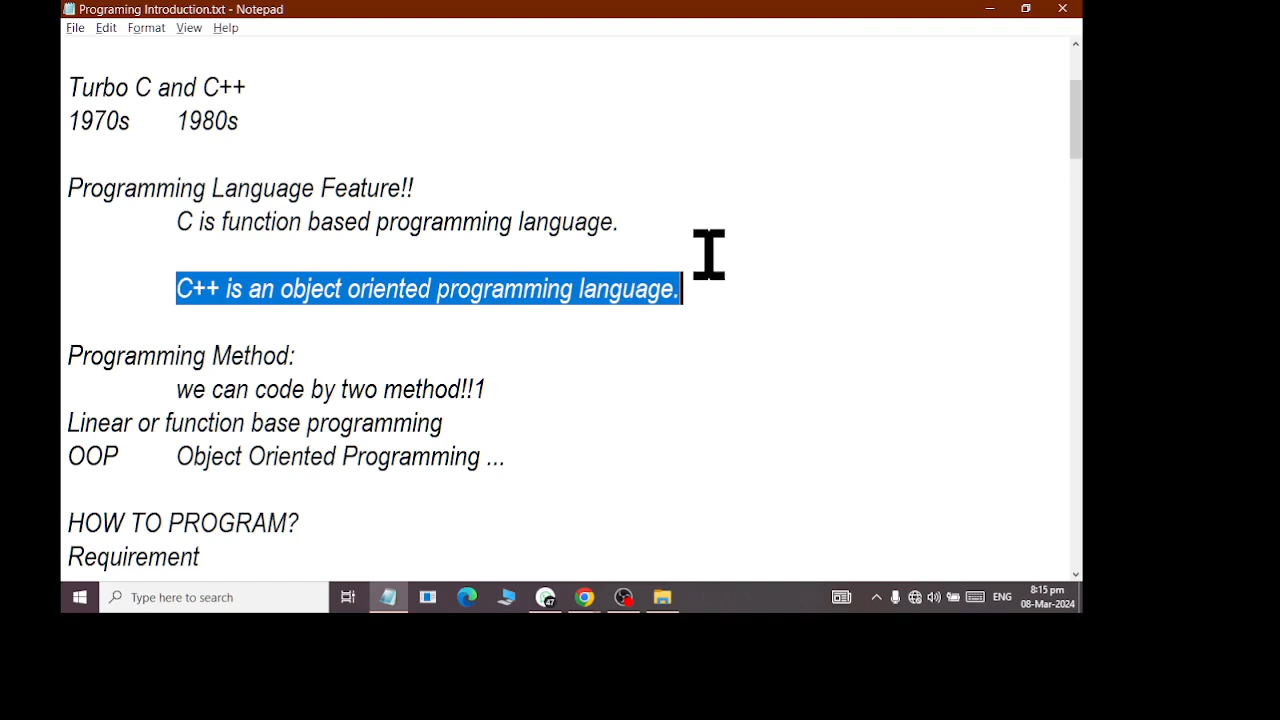 Programing Introduction.txt - Notepad
File Edit Format View Help
Turbo C and C++
1970s 1980s
Programming Language Feature!!
C is function based programming language.
C++ is an object oriented programming language.
Programming Method:
we can code by two method!!1
Linear or function base programming
OOP Object Oriented Programming ...
HOW TO PROGRAM?
Requirement
Type here to search
47
ENG
8:15 pm
08-Mar-2024